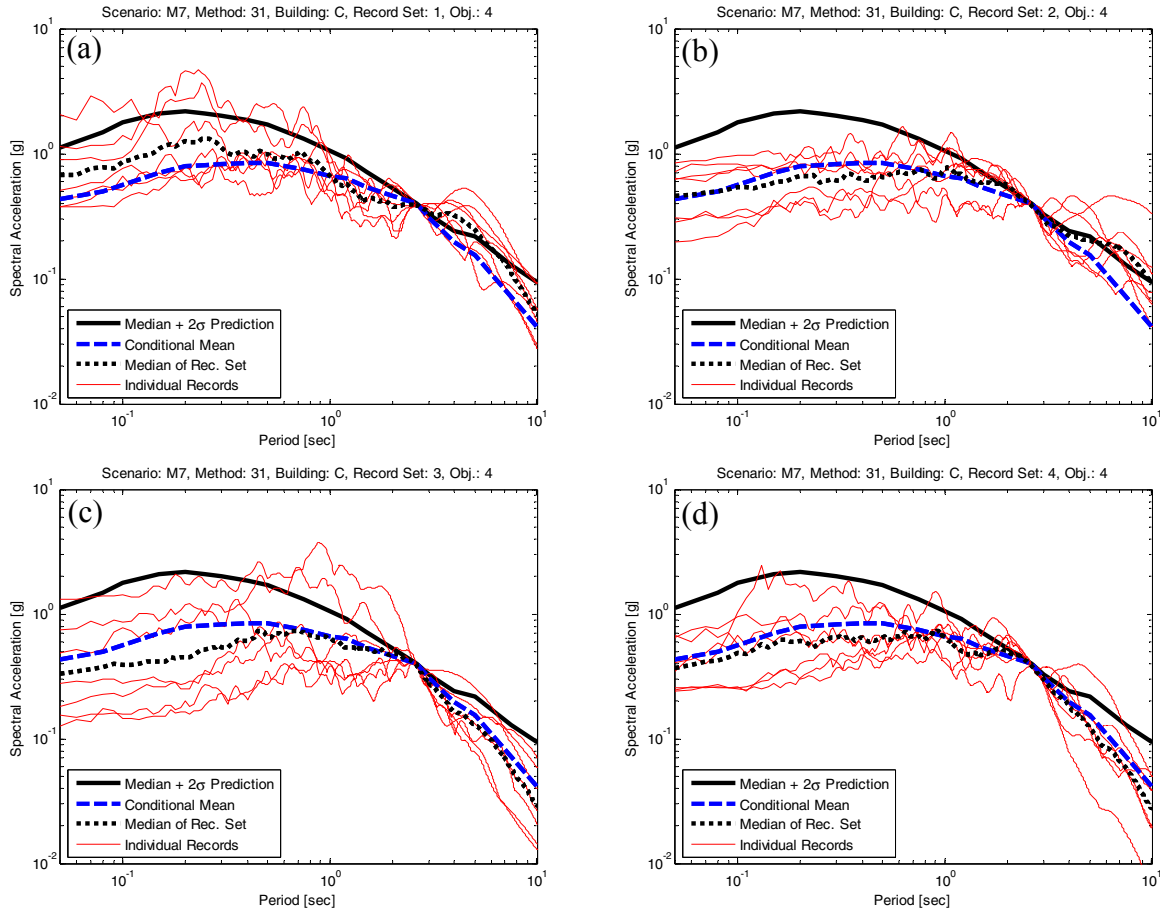 Scenario: M7, Method: 31, Building: C, Record Set: 1, Obj.: 4
(a)
10^1
10^0
10^-1
10^-2
Spectral Acceleration [g]
Median + 2σ Prediction
Conditional Mean
Median of Rec. Set
Individual Records
10^-1
10^0
10^1
Period [sec]
Scenario: M7, Method: 31, Building: C, Record Set: 2, Obj.: 4
(b)
10^1
10^0
10^-1
10^-2
Spectral Acceleration [g]
Median + 2σ Prediction
Conditional Mean
Median of Rec. Set
Individual Records
10^-1
10^0
10^1
Period [sec]
Scenario: M7, Method: 31, Building: C, Record Set: 3, Obj.: 4
(c)
10^1
10^0
10^-1
10^-2
Spectral Acceleration [g]
Median + 2σ Prediction
Conditional Mean
Median of Rec. Set
Individual Records
10^-1
10^0
10^1
Period [sec]
Scenario: M7, Method: 31, Building: C, Record Set: 4, Obj.: 4
(d)
10^1
10^0
10^-1
10^-2
Spectral Acceleration [g]
Median + 2σ Prediction
Conditional Mean
Median of Rec. Set
Individual Records
10^-1
10^0
10^1
Period [sec]